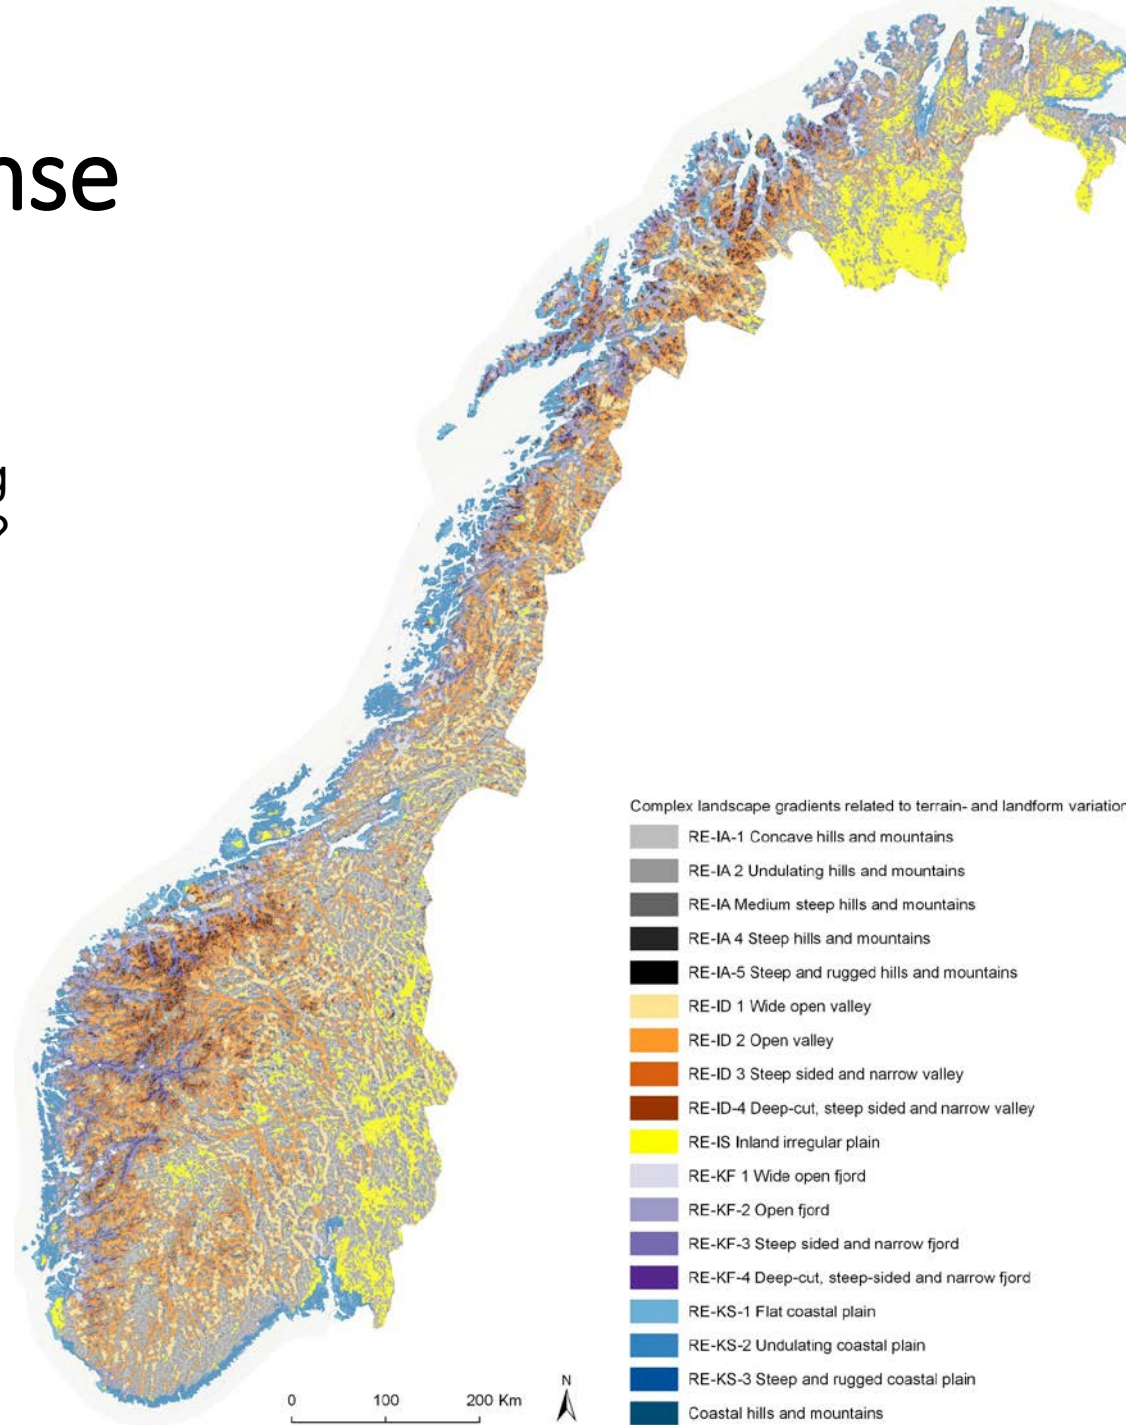 nse
g
?
Complex landscape gradients related to terrain- and landform variation
RE-IA-1 Concave hills and mountains
RE-IA 2 Undulating hills and mountains
RE-IA Medium steep hills and mountains
RE-IA 4 Steep hills and mountains
RE-IA-5 Steep and rugged hills and mountains
RE-ID 1 Wide open valley
RE-ID 2 Open valley
RE-ID 3 Steep sided and narrow valley
RE-ID-4 Deep-cut, steep sided and narrow valley
RE-IS Inland irregular plain
RE-KF 1 Wide open fjord
RE-KF-2 Open fjord
RE-KF-3 Steep sided and narrow fjord
RE-KF-4 Deep-cut, steep-sided and narrow fjord
RE-KS-1 Flat coastal plain
RE-KS-2 Undulating coastal plain
RE-KS-3 Steep and rugged coastal plain
Coastal hills and mountains
N
0 100 200 Km